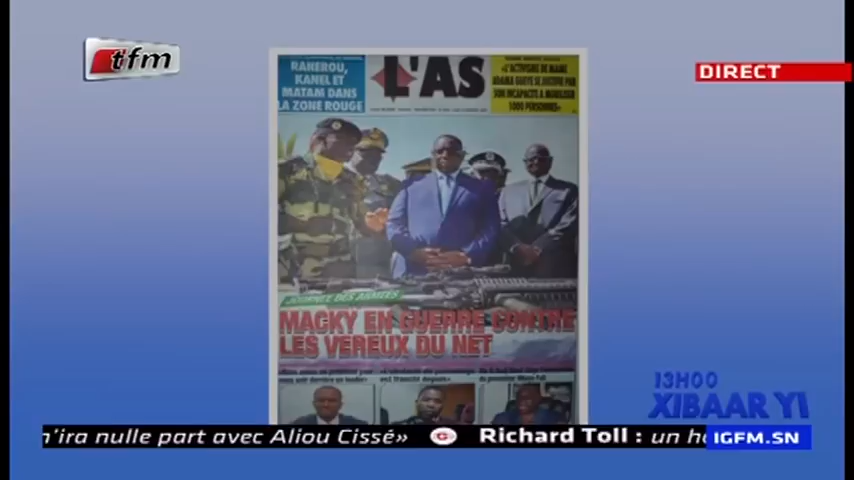 tfm
DIRECT
RANEROU,
KANEL ET
MATAM DANS
LA ZONE ROUGE
L'AS
«L'ACTIVISME DE MAME
ADAMA GUEYE SE JUSTIFIE PAR
SON INCAPACITE A MOBILISER
1000 PERSONNES»
JOURNEE DES ARMEES
MACKY EN GUERRE CONTRE
LES VEREUX DU NET
13H00
XIBAAR YI
n'ira nulle part avec Aliou Cissé» Richard Toll : un h
IGFM.SN